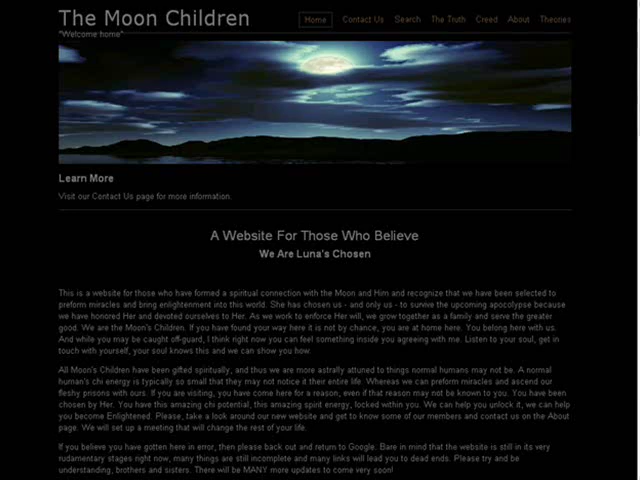 The Moon Children
Home Contact Us Search The Truth Creed About Theories
"Welcome home"
Learn More
Visit our Contact Us page for more information.
A Website For Those Who Believe
We Are Luna's Chosen
This is a website for those who have formed a spiritual connection with the Moon and Him and recognize that we have been selected to
preform miracles and bring enlightenment into this world. She has chosen us - and only us - to survive the upcoming apocolypse because
we have honored Her and devoted ourselves to Her. As we work to enforce Her will, we grow together as a family and serve the greater
good. We are the Moon's Children. If you have found your way here it is not by chance, you are at home here. You belong here with us.
And while you may be caught off-guard, I think right now you can feel something inside you agreeing with me. Listen to your soul, get in
touch with yourself, your soul knows this and we can show you how.
All Moon's Children have been gifted spiritually, and thus we are more astrally attuned to things normal humans may not be. A normal
human's chi energy is typically so small that they may not notice it their entire life. Whereas we can preform miracles and ascend our
fleshy prisons with ours. If you are visiting, you have come here for a reason, even if that reason may not be known to you. You have been
chosen by Her. You have this amazing chi potential, this amazing spirit energy, locked within you. We can help you unlock it, we can help
you become Enlightened. Please, take a look around our new website and get to know some of our members and contact us on the About
page. We will set up a meeting that will change the rest of your life.
If you believe you have gotten here in error, then please back out and return to Google. Bare in mind that the website is still in its very
rudamentary stages right now, many things are still incomplete and many links will lead you to dead ends. Please try and be
understanding, brothers and sisters. There will be MANY more updates to come very soon!